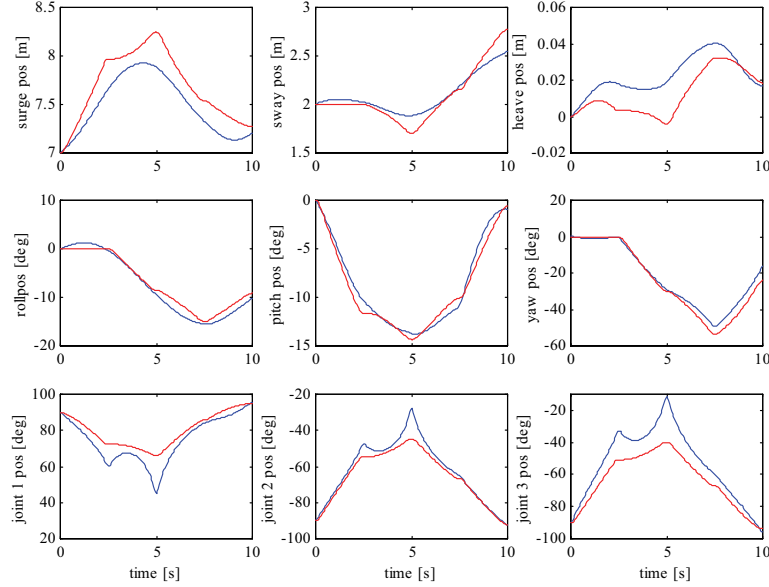 8.5 3 0.06
8 2.5 0.04
0.02
7.5 2 0
7 1.5 -0.02
0 5 10 0 5 10 0 5 10
surge pos [m] sway pos [m] heave pos [m]
10 0 20
0 -5 0
-20
-10 -10 -40
-20 -15 -60
0 5 10 0 5 10 0 5 10
rollpos [deg] pitch pos [deg] yaw pos [deg]
100 -20 -20
80 -40 -40
60 -60 -60
40 -80 -80
20 -100 -100
0 5 10 0 5 10 0 5 10
joint 1 pos [deg] joint 2 pos [deg] joint 3 pos [deg]
time [s] time [s] time [s]